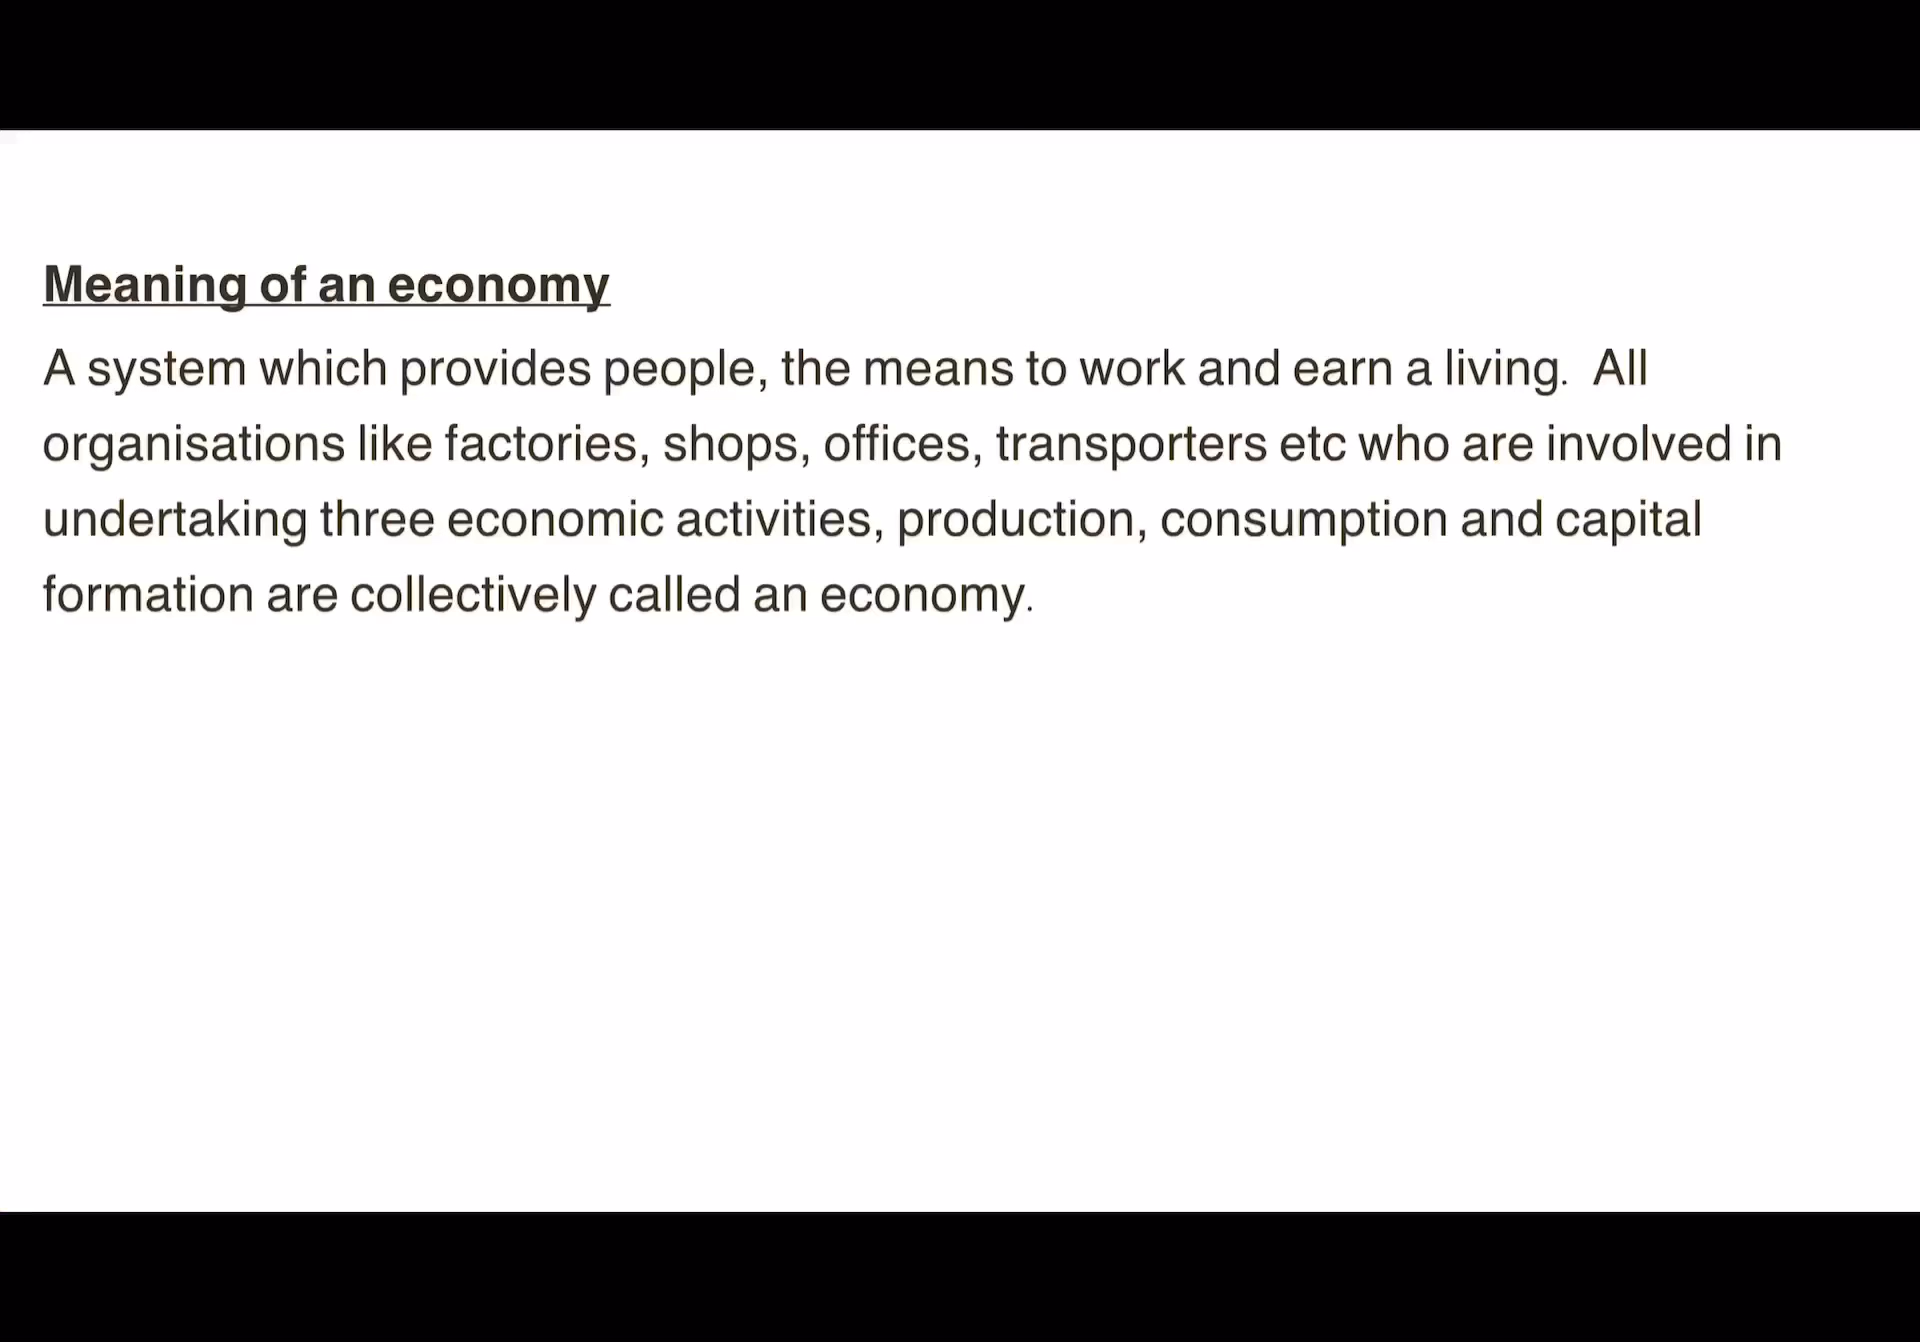 Meaning of an economy
A system which provides people, the means to work and earn a living.  All
organisations like factories, shops, offices, transporters etc who are involved in
undertaking three economic activities, production, consumption and capital
formation are collectively called an economy.